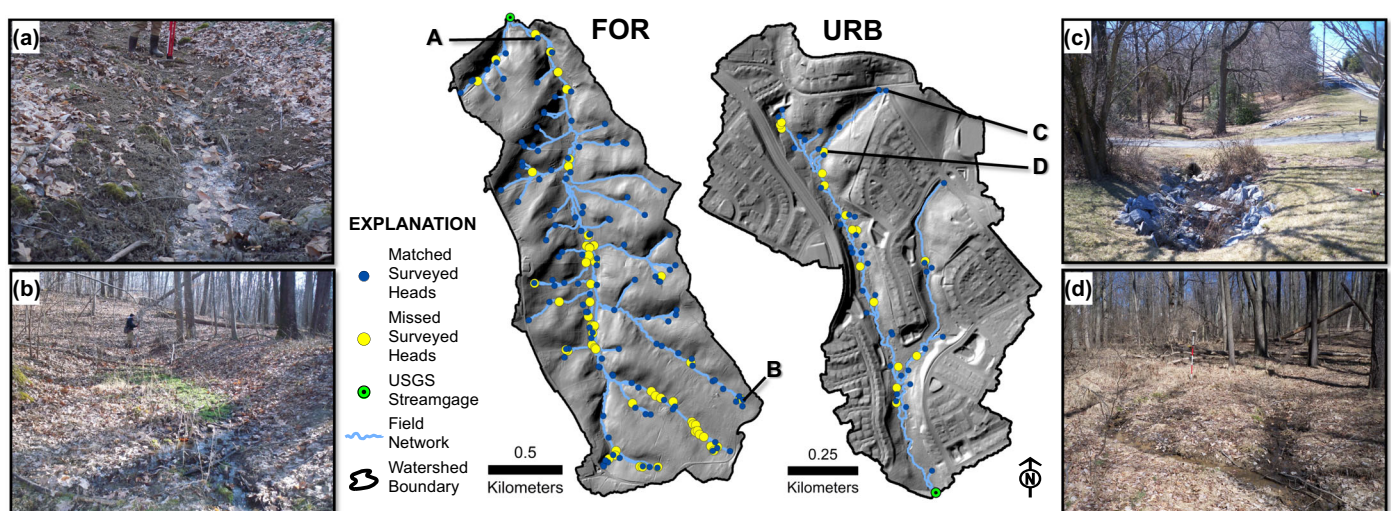 (a)
(b)
FOR
URB
A
B
C
D
EXPLANATION
Matched
Surveyed
Heads
Missed
Surveyed
Heads
USGS
Streamgage
Field
Network
Watershed
Boundary
0.5
Kilometers
0.25
Kilometers
N
(c)
(d)